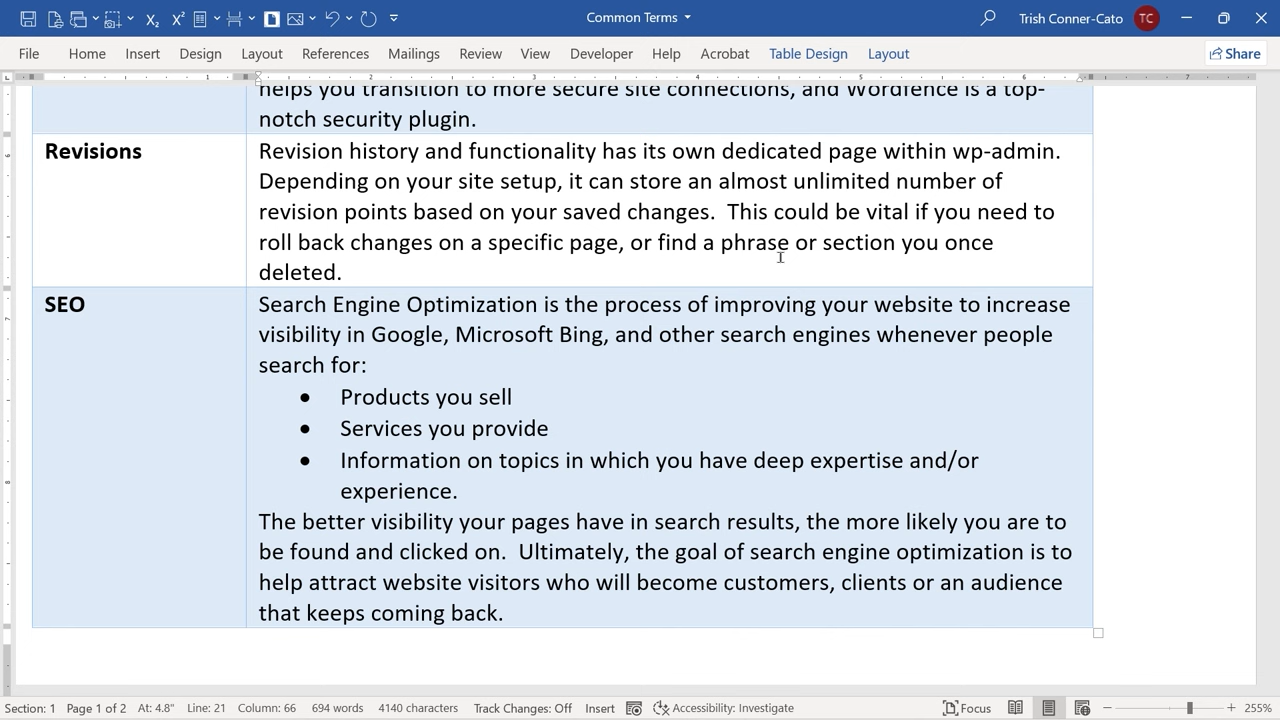 Common Terms
Trish Conner-Cato
TC
File Home Insert Design Layout References Mailings Review View Developer Help Acrobat Table Design Layout Share
1 2 3 4 5 6 7
helps you transition to more secure site connections, and Wordfence is a top-
notch security plugin.
Revisions
Revision history and functionality has its own dedicated page within wp-admin.
Depending on your site setup, it can store an almost unlimited number of
revision points based on your saved changes.  This could be vital if you need to
roll back changes on a specific page, or find a phrase or section you once
deleted.
SEO
Search Engine Optimization is the process of improving your website to increase
visibility in Google, Microsoft Bing, and other search engines whenever people
search for:
• Products you sell
• Services you provide
• Information on topics in which you have deep expertise and/or
experience.
The better visibility your pages have in search results, the more likely you are to
be found and clicked on.  Ultimately, the goal of search engine optimization is to
help attract website visitors who will become customers, clients or an audience
that keeps coming back.
Section: 1 Page 1 of 2 At: 4.8" Line: 21 Column: 66 694 words 4140 characters Track Changes: Off Insert Accessibility: Investigate Focus 255%